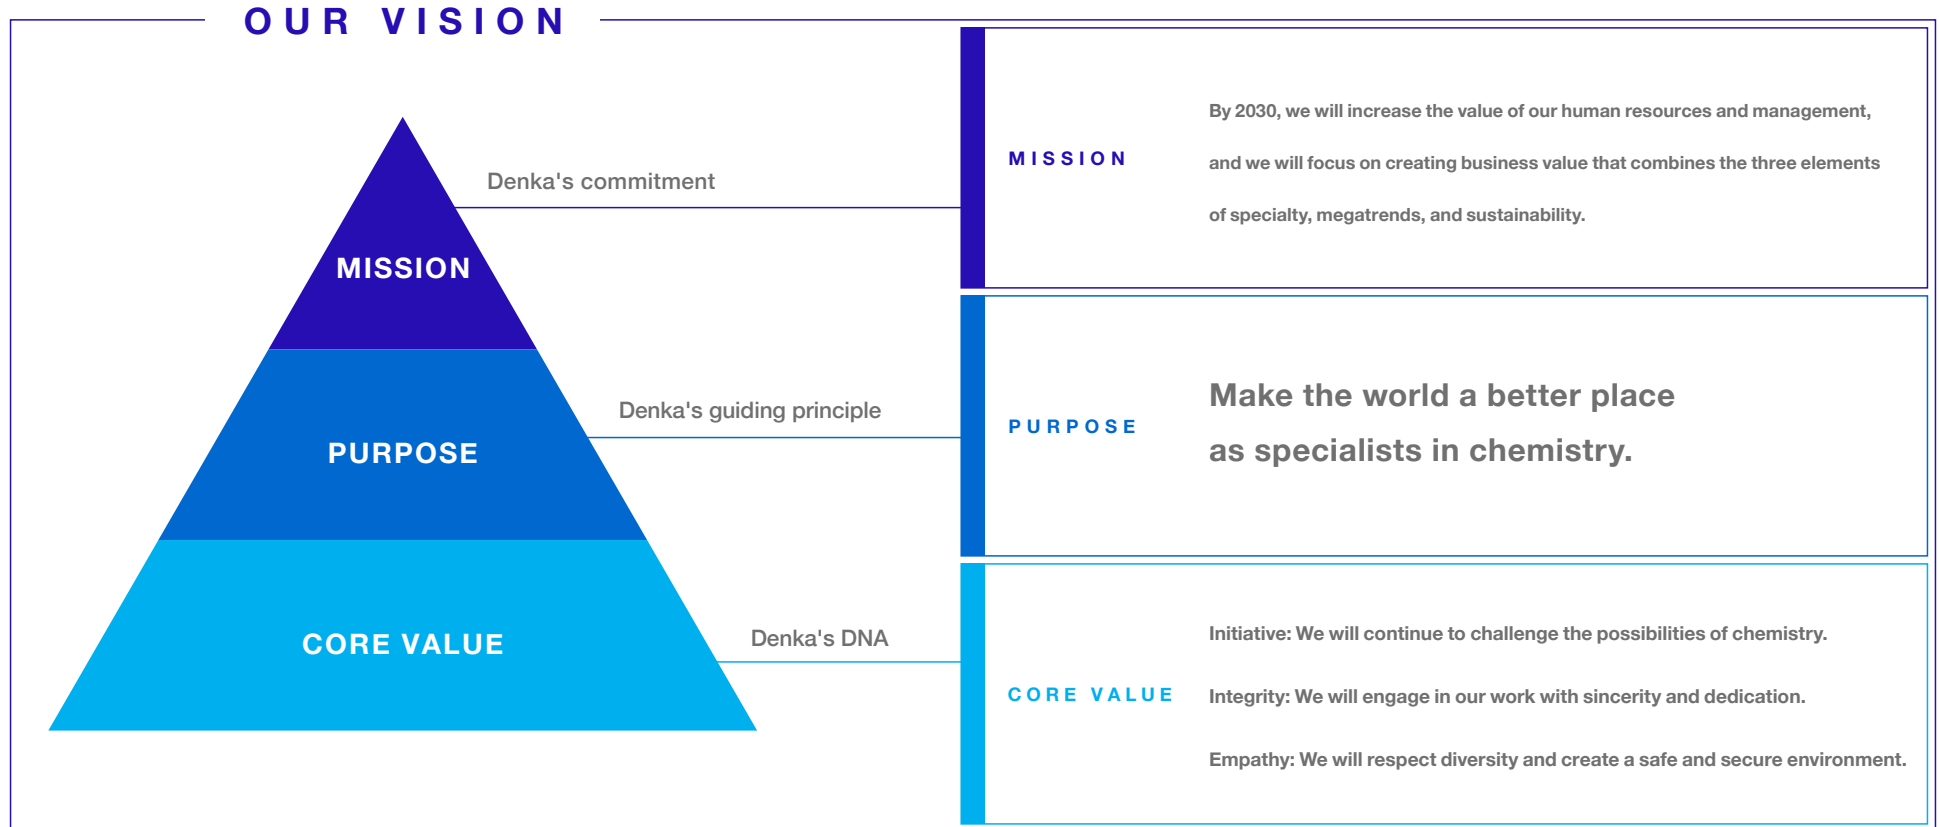 OUR VISION
Denka's commitment
MISSION
Denka's guiding principle
PURPOSE
Denka's DNA
CORE VALUE
MISSION
By 2030, we will increase the value of our human resources and management,
and we will focus on creating business value that combines the three elements
of specialty, megatrends, and sustainability.
PURPOSE
Make the world a better place
as specialists in chemistry.
CORE VALUE
Initiative: We will continue to challenge the possibilities of chemistry.
Integrity: We will engage in our work with sincerity and dedication.
Empathy: We will respect diversity and create a safe and secure environment.